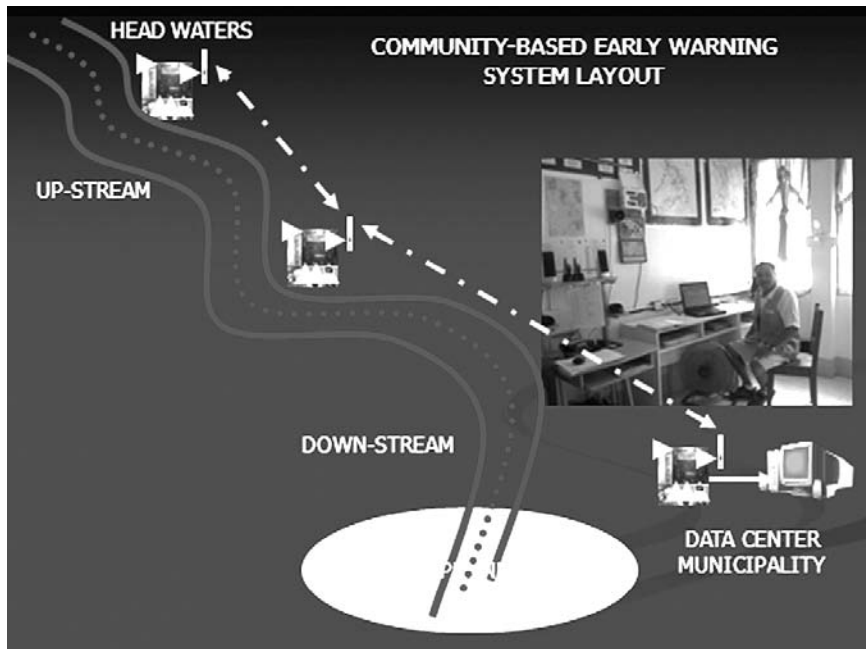 HEAD WATERS
COMMUNITY-BASED EARLY WARNING
SYSTEM LAYOUT
UP-STREAM
DOWN-STREAM
DATA CENTER
MUNICIPALITY